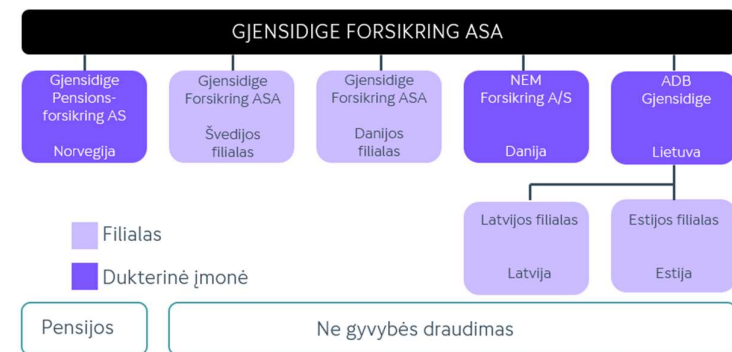 GJENSIDIGE FORSIKRING ASA
Gjensidige
Pensions-
forsikring AS
Norvegija
Gjensidige
Forsikring ASA
Švedijos
filialas
Gjensidige
Forsikring ASA
Danijos
filialas
NEM
Forsikring A/S
Danija
ADB
Gjensidige
Lietuva
Latvijos filialas
Latvija
Estijos filialas
Estija
Filialas
Dukterinė įmonė
Pensijos
Ne gyvybės draudimas